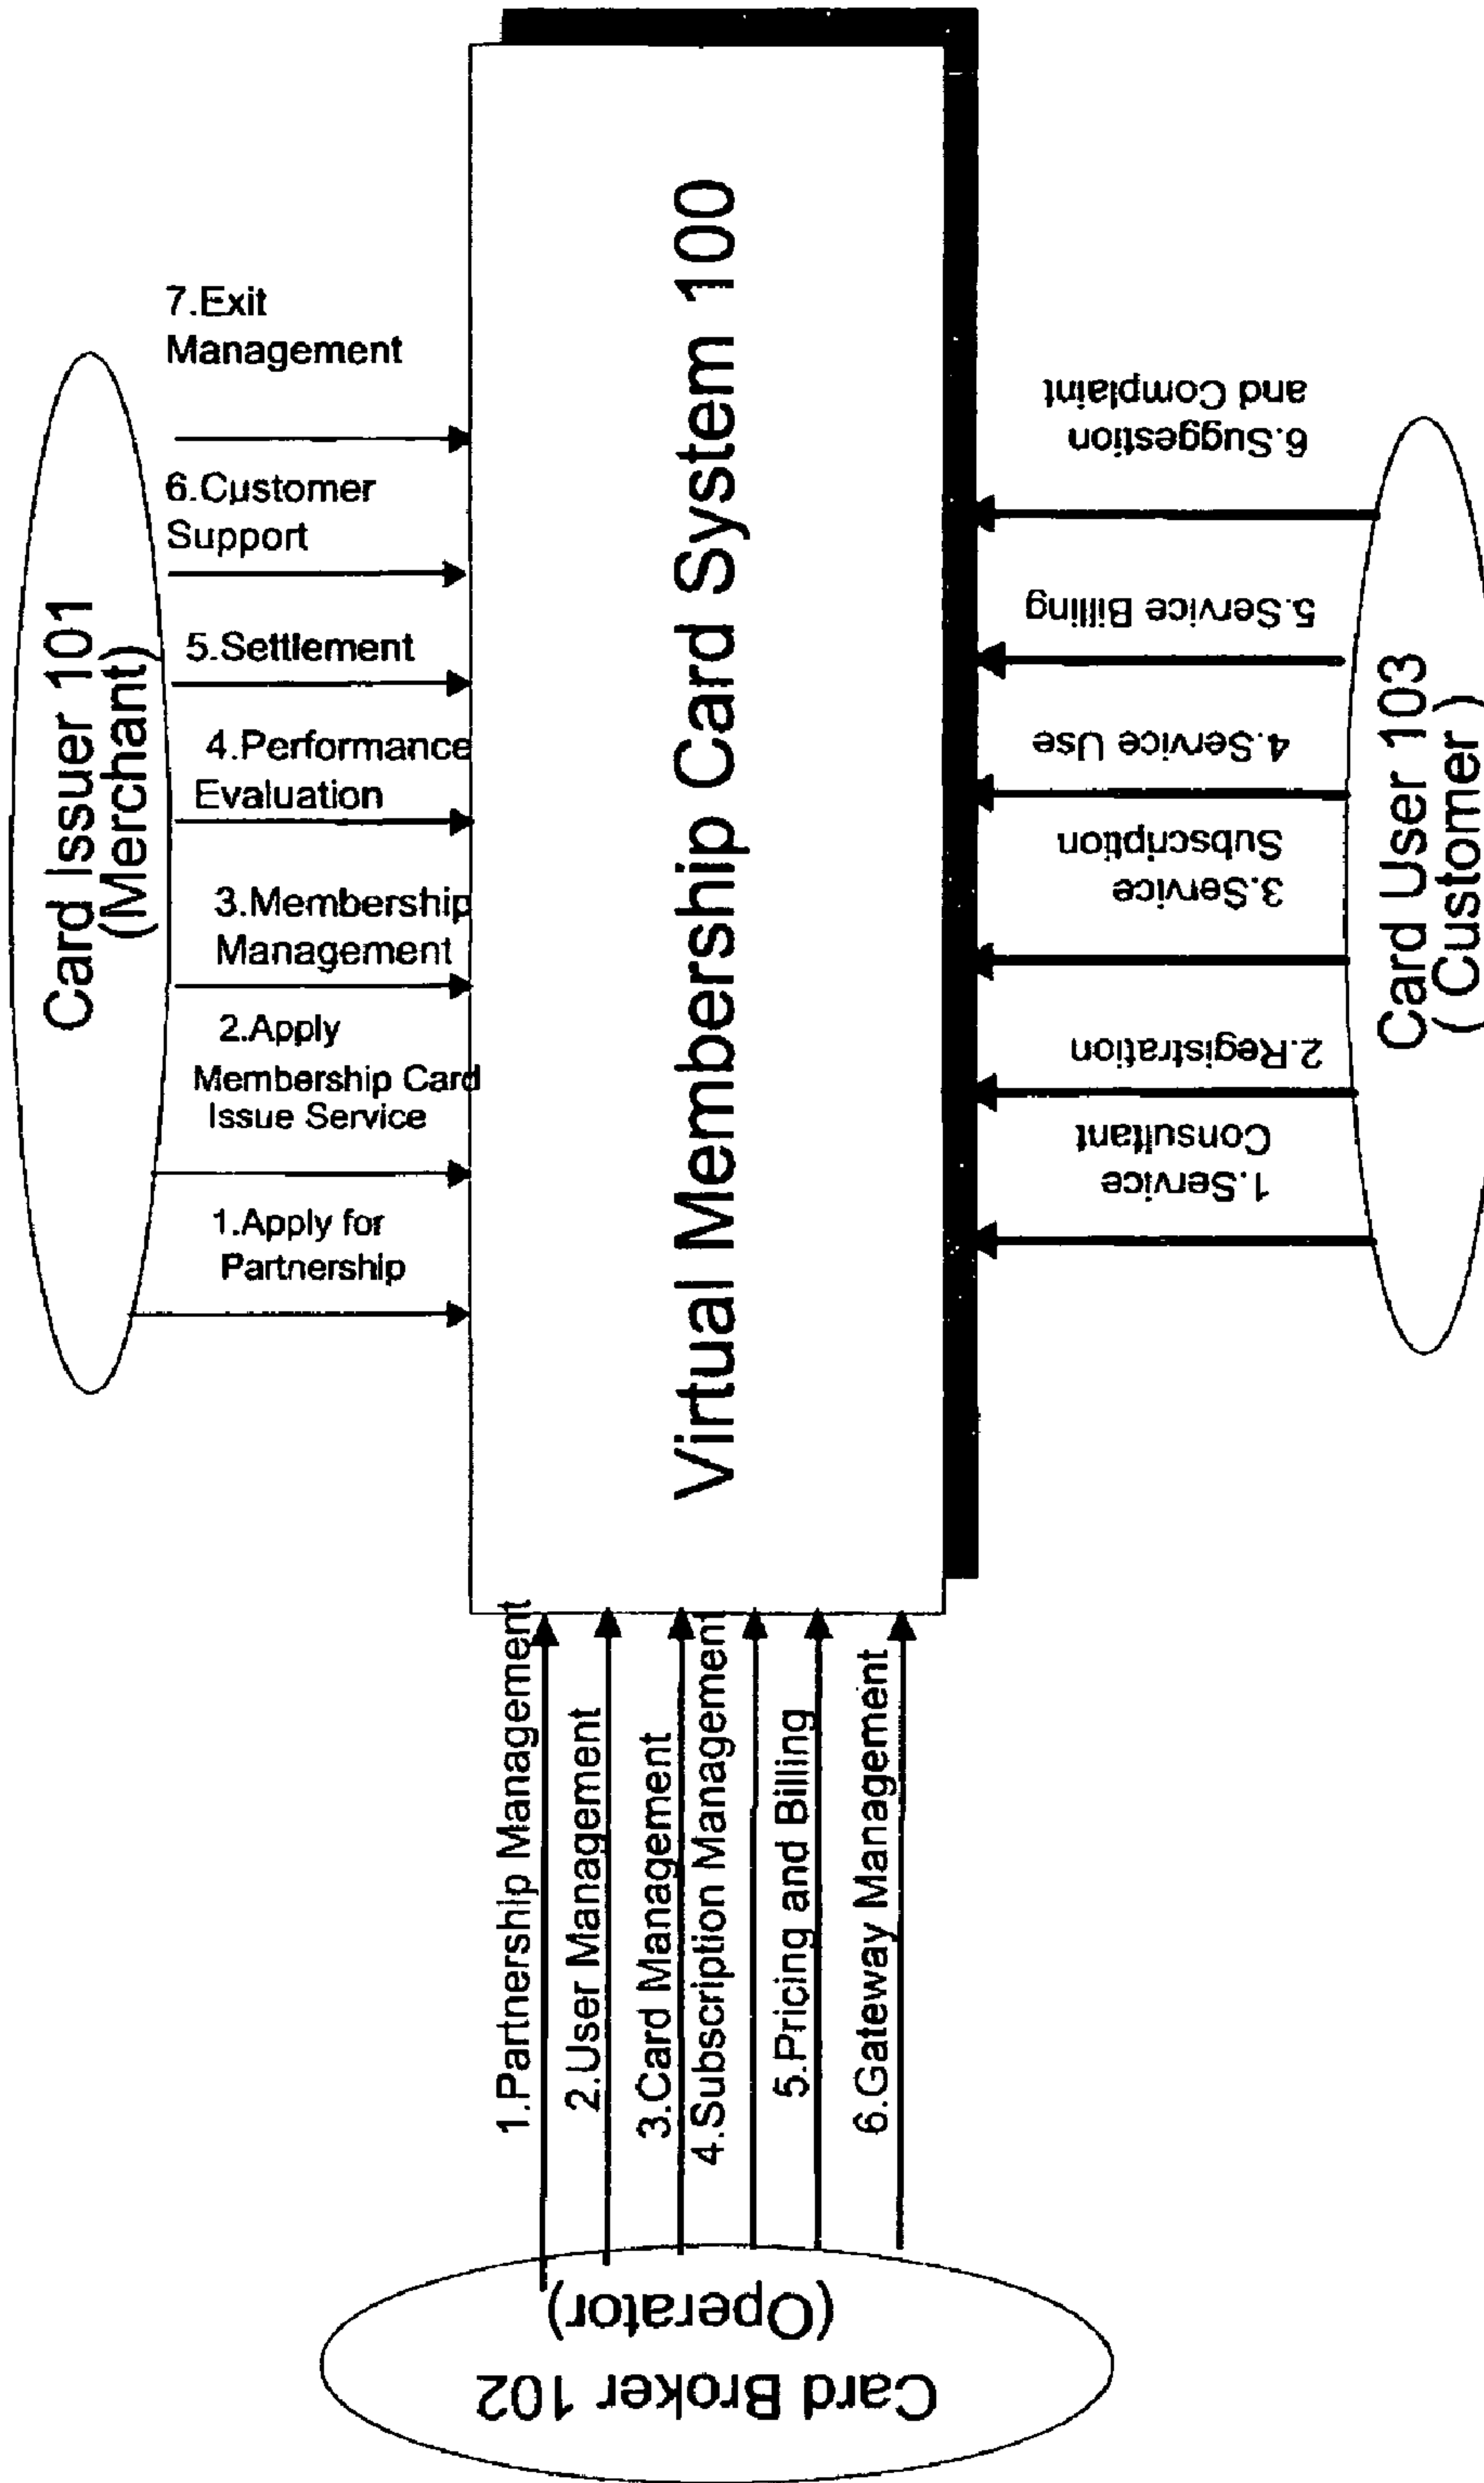 Card Issuer 101
(Merchant)
7.Exit
Management
6.Customer
Support
5.Settlement
4.Performance
Evaluation
3.Membership
Management
2.Apply
Membership Card
Issue Service
1.Apply for
Partnership
Virtual Membership Card System 100
1.Partnership Management
2.User Management
3.Card Management
4.Subscription Management
5.Pricing and Billing
6.Gateway Management
Card Broker 102
(Operator)
1.Service
Consultant
2.Registration
3.Service
Subscription
4.Service Use
5.Service Billing
6.Suggestion
and Complaint
Card User 103
( Customer )